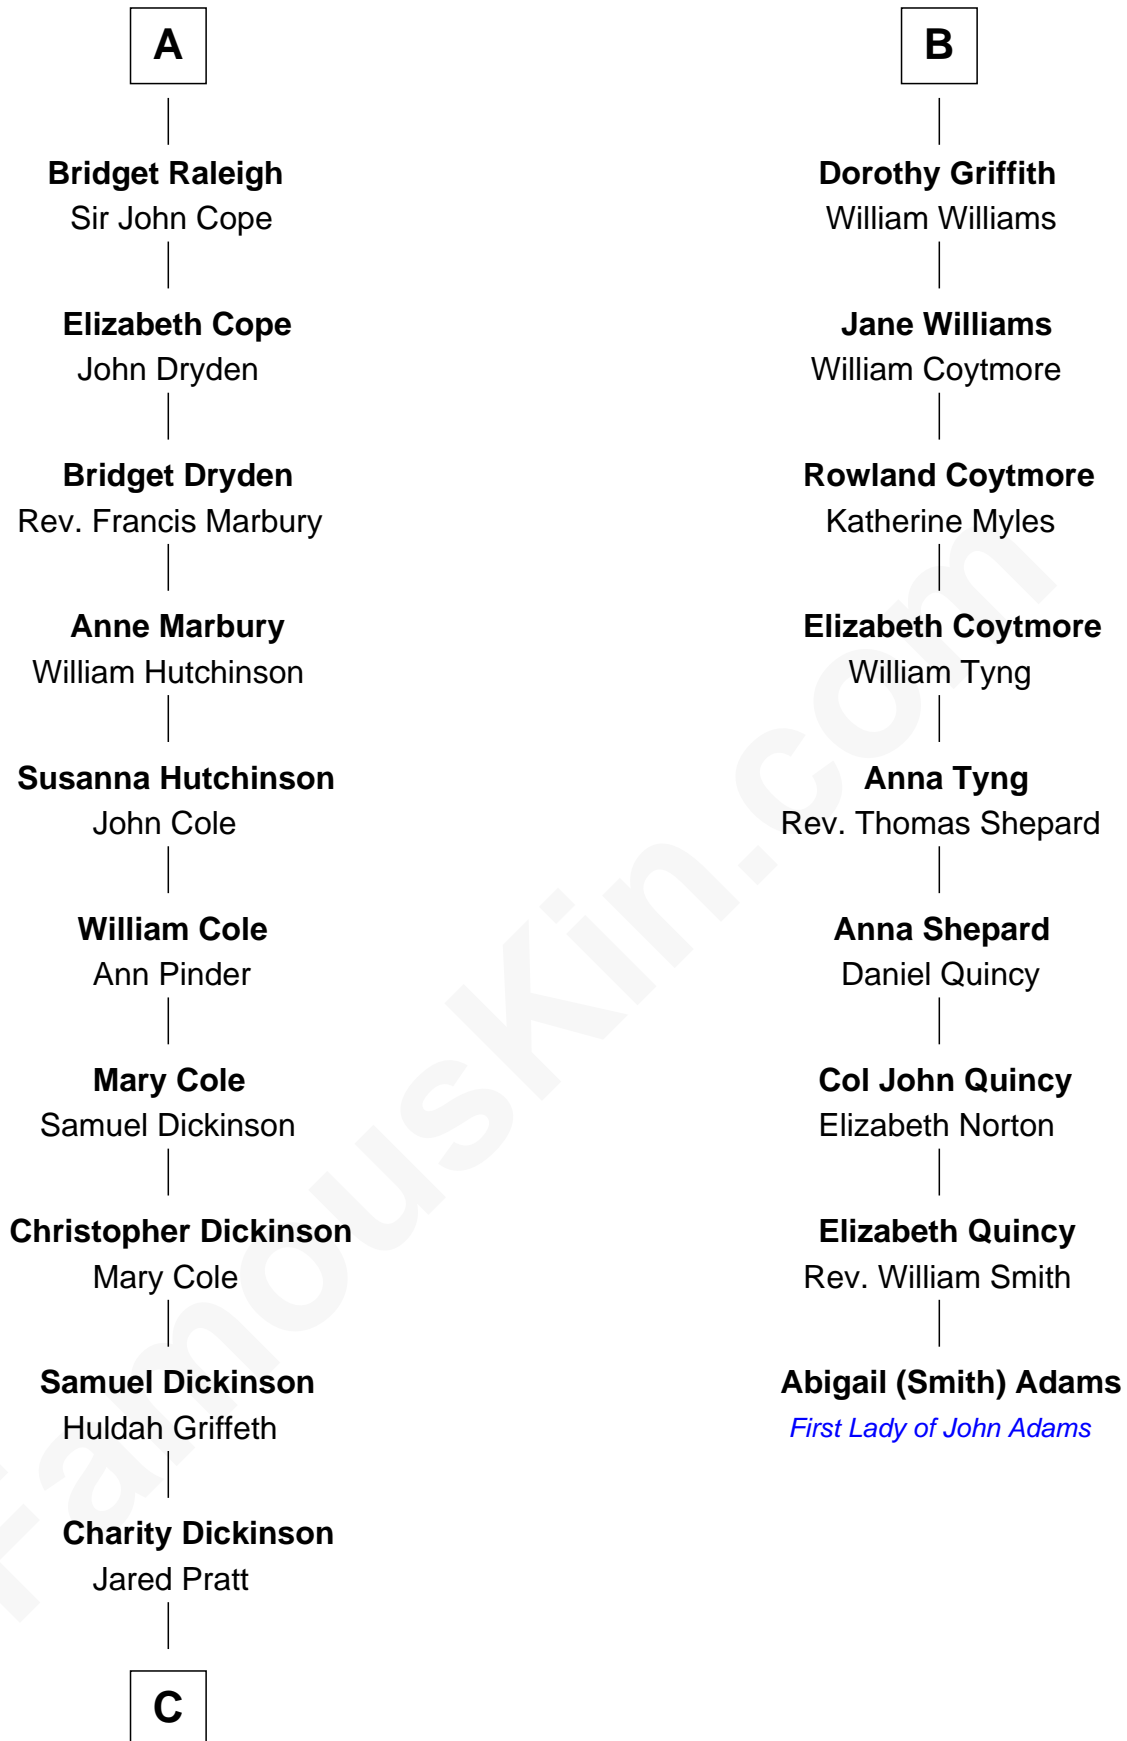 A
Bridget Raleigh
Sir John Cope
Elizabeth Cope
John Dryden
Bridget Dryden
Rev. Francis Marbury
Anne Marbury
William Hutchinson
Susanna Hutchinson
John Cole
William Cole
Ann Pinder
Mary Cole
Samuel Dickinson
Christopher Dickinson
Mary Cole
Samuel Dickinson
Huldah Griffeth
Charity Dickinson
Jared Pratt
C
B
Dorothy Griffith
William Williams
Jane Williams
William Coytmore
Rowland Coytmore
Katherine Myles
Elizabeth Coytmore
William Tyng
Anna Tyng
Rev. Thomas Shepard
Anna Shepard
Daniel Quincy
Col John Quincy
Elizabeth Norton
Elizabeth Quincy
Rev. William Smith
Abigail (Smith) Adams
First Lady of John Adams
FamousKin.com